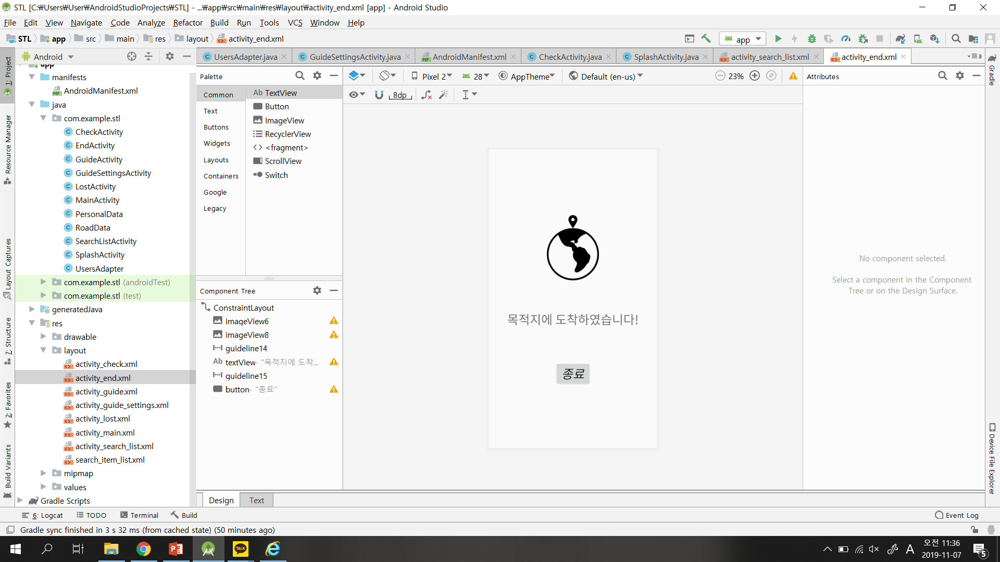 STL [C:₩Users₩User₩AndroidStudioProjects₩STL] - ...₩app₩src₩main₩res₩layout₩activity_end.xml [app] - Android Studio
File Edit View Navigate Code Analyze Refactor Build Run Tools VCS Window Help
STL app src main res layout activity_end.xml
app
Android
UsersAdapter.java GuideSettingsActivity.java AndroidManifest.xml CheckActivity.java SplashActivity.java activity_search_list.xml activity_end.xml
3
1: Project
Resource Manager
Layout Captures
7: Structure
2: Favorites
Build Variants
app
manifests
AndroidManifest.xml
java
com.example.stl
CheckActivity
EndActivity
GuideActivity
GuideSettingsActivity
LostActivity
MainActivity
PersonalData
RoadData
SearchListActivity
SplashActivity
UsersAdapter
com.example.stl (androidTest)
com.example.stl (test)
generatedJava
res
drawable
layout
activity_check.xml
activity_end.xml
activity_guide.xml
activity_guide_settings.xml
activity_lost.xml
activity_main.xml
activity_search_list.xml
search_item_list.xml
mipmap
values
Gradle Scripts
Palette
Common
Text
Buttons
Widgets
Layouts
Containers
Google
Legacy
Ab TextView
Button
ImageView
RecyclerView
<fragment>
ScrollView
Switch
Component Tree
ConstraintLayout
imageView6
imageView8
guideline14
Ab textView- "목적지에 도착...
guideline15
button- "종료"
Pixel 2 28 AppTheme Default (en-us) 23%
8dp
목적지에 도착하였습니다!
종료
Attributes
No component selected.
Select a component in the Component
Tree or on the Design Surface.
Gradle
Device File Explorer
Design Text
6: Logcat TODO Terminal Build Event Log
Gradle sync finished in 3 s 32 ms (from cached state) (50 minutes ago)
TALK
A
오전 11:36
2019-11-07
5